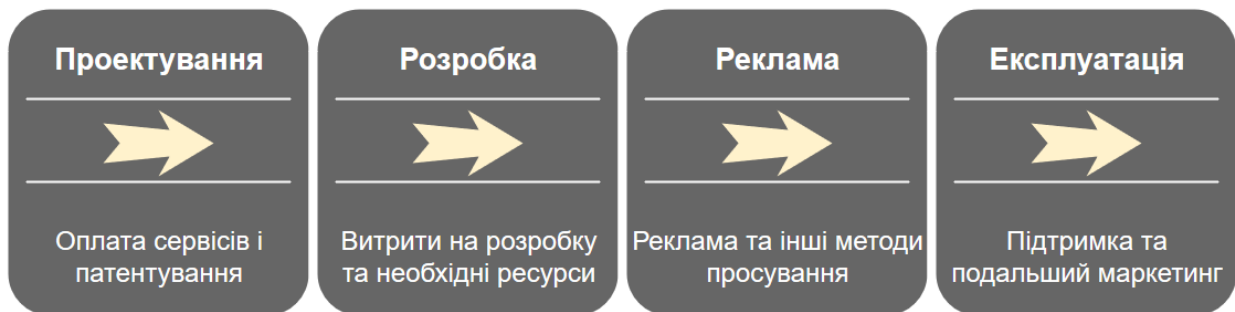 Проектування
Оплата сервісів і
патентування
Розробка
Витрити на розробку
та необхідні ресурси
Реклама
Реклама та інші методи
просування
Експлуатація
Підтримка та
подальший маркетинг